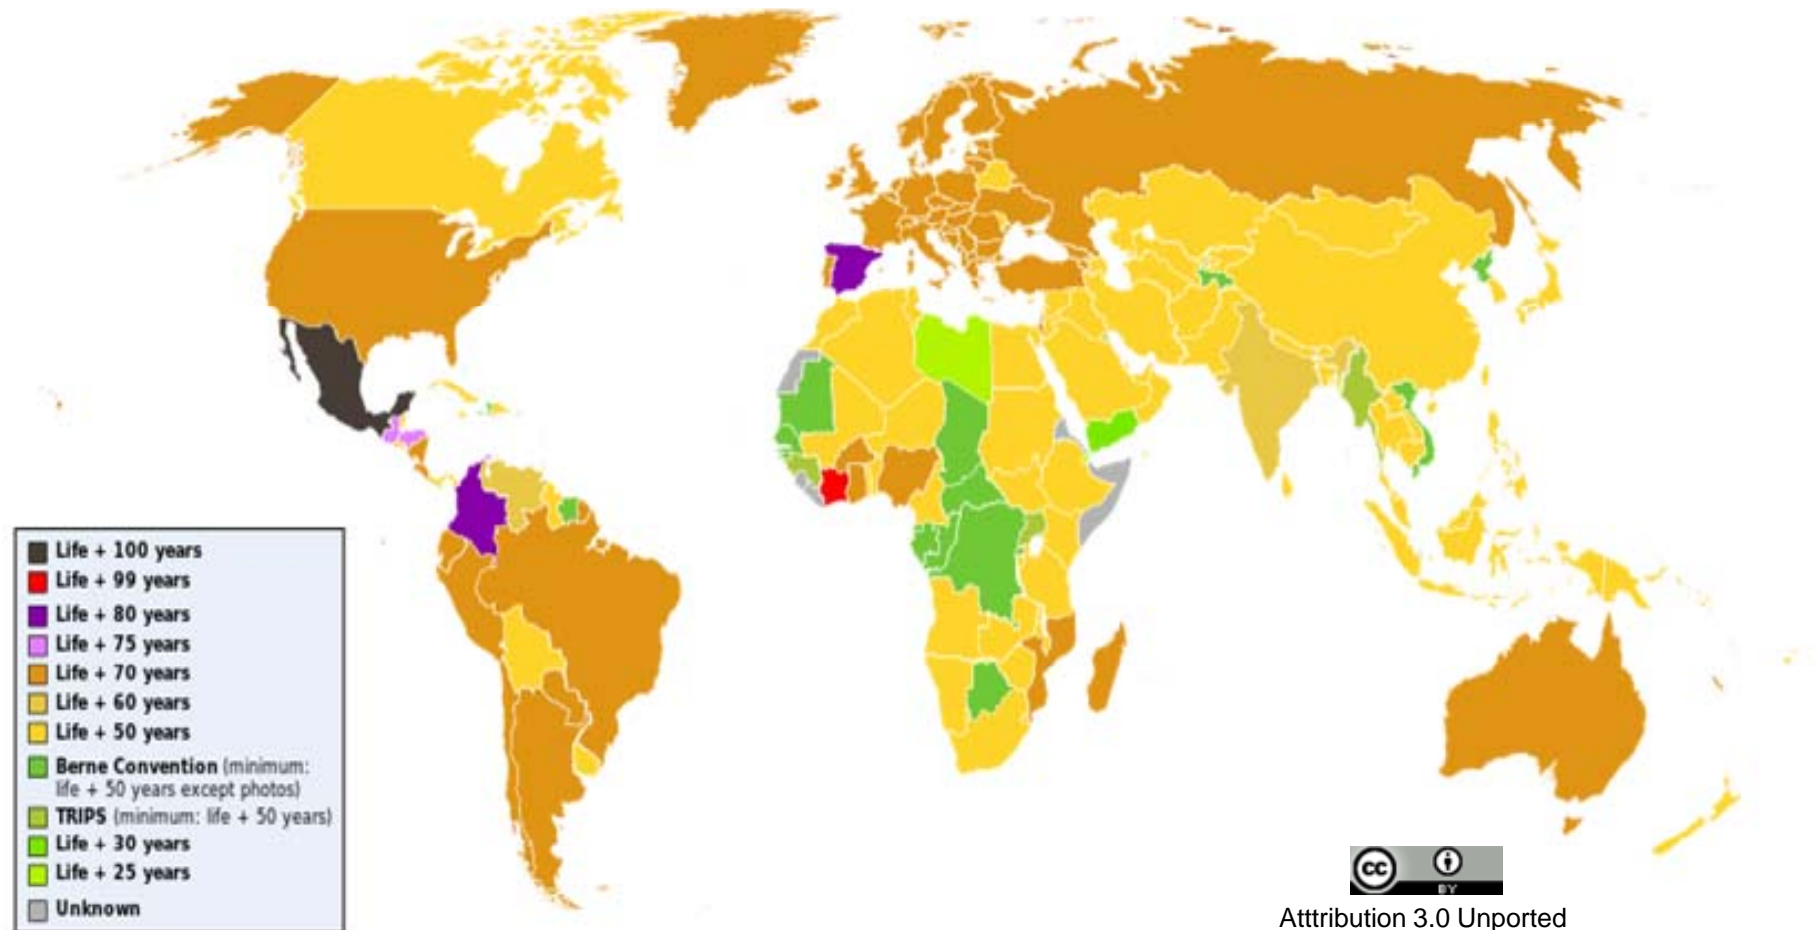 Life + 100 years
Life + 99 years
Life + 80 years
Life + 75 years
Life + 70 years
Life + 60 years
Life + 50 years
Berne Convention (minimum:
life + 50 years except photos)
TRIPS (minimum: life + 50 years)
Life + 30 years
Life + 25 years
Unknown
cc
BY
Atttribution 3.0 Unported